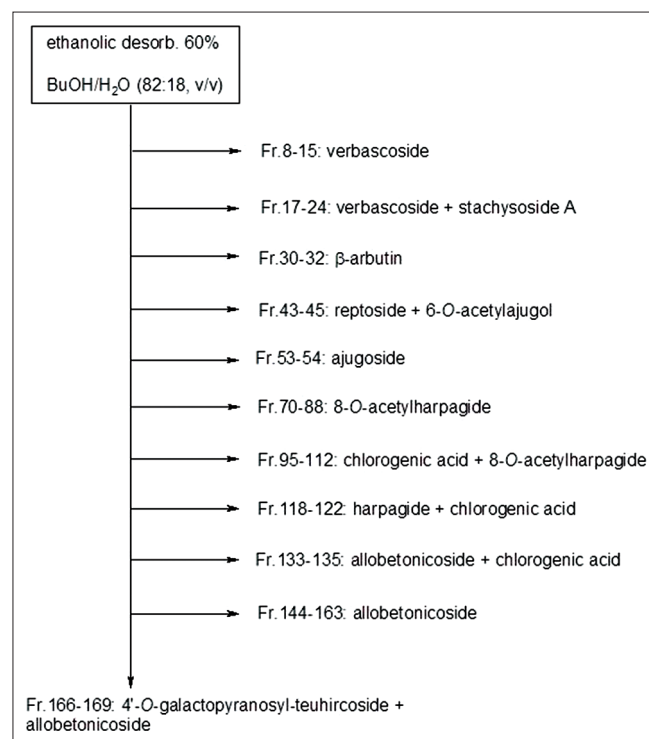 ethanolic desorb. 60%
BuOH/H₂O (82:18, v/v)
Fr.8-15: verbascoside
Fr.17-24: verbascoside + stachysoside A
Fr.30-32: β-arbutin
Fr.43-45: reptoside + 6-O-acetylajugol
Fr.53-54: ajugoside
Fr.70-88: 8-O-acetylharpagide
Fr.95-112: chlorogenic acid + 8-O-acetylharpagide
Fr.118-122: harpagide + chlorogenic acid
Fr.133-135: allobetonicoside + chlorogenic acid
Fr.144-163: allobetonicoside
Fr.166-169: 4'-O-galactopyranosyl-teuhircoside +
allobetonicoside